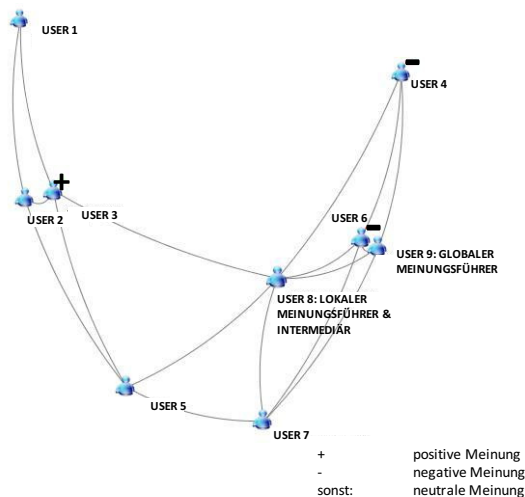 USER 1
-
USER 4
+
USER 2
USER 3
USER 6
-
USER 9: GLOBALER
MEINUNGSFÜHRER
USER 8: LOKALER
MEINUNGSFÜHRER &
INTERMEDIÄR
USER 5
USER 7
+ positive Meinung
- negative Meinung
sonst: neutrale Meinung